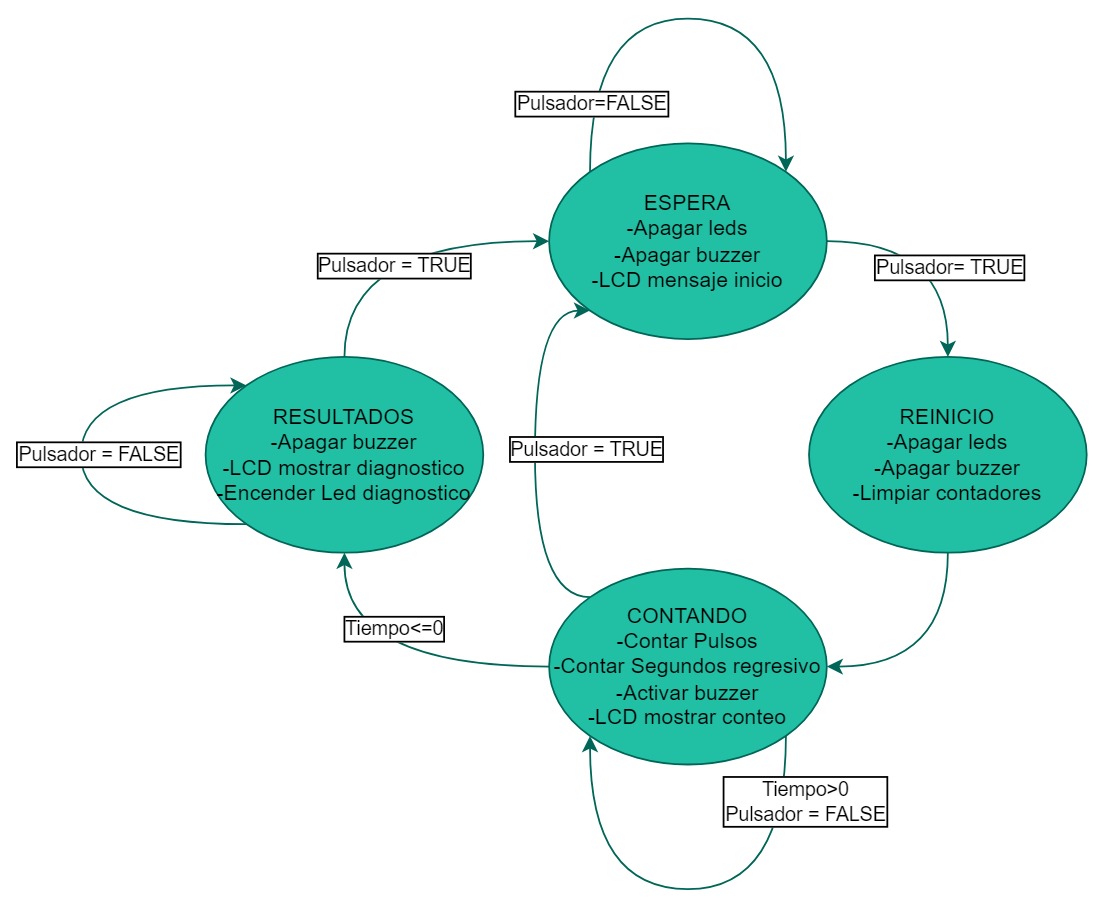 Pulsador=FALSE
ESPERA
-Apagar leds
-Apagar buzzer
-LCD mensaje inicio
Pulsador = TRUE
Pulsador= TRUE
RESULTADOS
-Apagar buzzer
-LCD mostrar diagnostico
-Encender Led diagnostico
Pulsador = FALSE
Pulsador = TRUE
REINICIO
-Apagar leds
-Apagar buzzer
-Limpiar contadores
Tiempo<=0
CONTANDO
-Contar Pulsos
-Contar Segundos regresivo
-Activar buzzer
-LCD mostrar conteo
Tiempo>0
Pulsador = FALSE